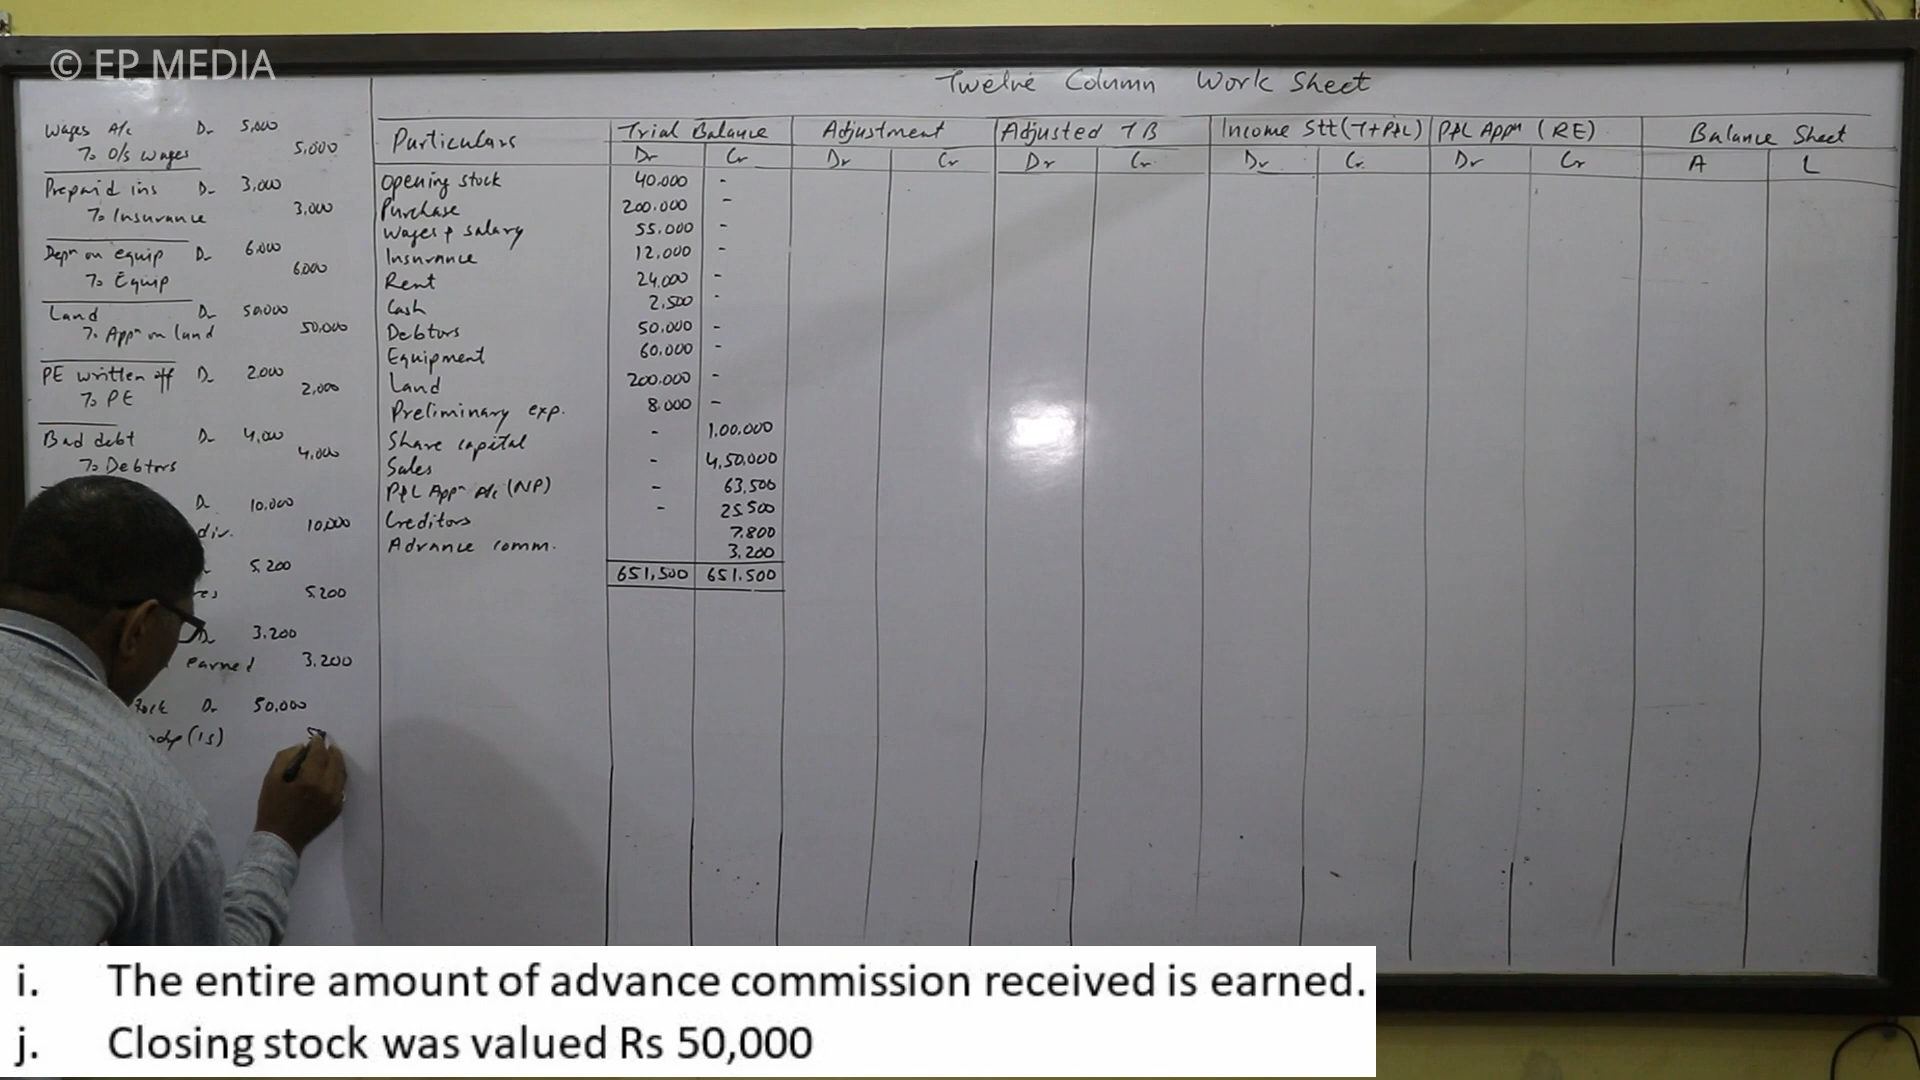 © EP MEDIA
Twelve Column Work Sheet
Wages A/c Dr 5,000
To O/s wages 5,000
Prepaid ins Dr 3,000
To Insurance 3,000
Depn on equip Dr 6,000
To Equip 6,000
Land Dr 50,000
To Appn on land 50,000
PE written off Dr 2,000
To PE 2,000
Bad debt Dr 4,000
To Debtors 4,000
Dr 10,000
div. 10,000
5,200
5,200
Dr 3,200
earned 3,200
Dr 50,000
(IS)
Particulars Trial Balance Adjustment Adjusted TB Income Stt (T+P&L) P&L Appn (RE) Balance Sheet
Dr Cr Dr Cr Dr Cr Dr Cr Dr Cr A L
Opening stock 40,000 -
Purchase 200,000 -
Wages & salary 55,000 -
Insurance 12,000 -
Rent 24,000 -
Cash 2,500 -
Debtors 50,000 -
Equipment 60,000 -
Land 200,000 -
Preliminary exp. 8,000 -
Share capital - 1,00,000
Sales - 4,50,000
P&L Appn A/c (NP) - 63,500
Creditors - 25,500
Advance comm. 7,800
3,200
651,500 651,500
i. The entire amount of advance commission received is earned.
j. Closing stock was valued Rs 50,000